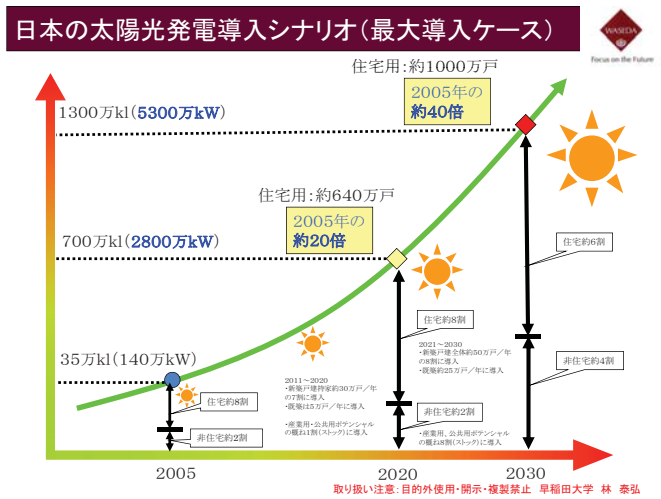 日本の太陽光発電導入シナリオ（最大導入ケース）
WASEDA
Focus on the Future
住宅用：約1000万戸
2005年の
約40倍
1300万kl（5300万kW）
住宅用：約640万戸
2005年の
約20倍
住宅約6割
700万kl（2800万kW）
住宅約8割
2021～2030
・新築戸建全体約50万戸／年
の8割に導入
・既築約25万戸／年に導入
非住宅約4割
35万kl（140万kW）
2011～2020
・新築戸建持家約30万戸／年
の7割に導入
・既築は5万戸／年に導入
住宅約8割
非住宅約2割
・産業用・公共用ポテンシャル
の概ね1割（ストック）に導入
・産業用、公共用ポテンシャル
の概ね8割（ストック）に導入
非住宅約2割
2005
2020
2030
取り扱い注意：目的外使用・開示・複製禁止　早稲田大学　林　泰弘